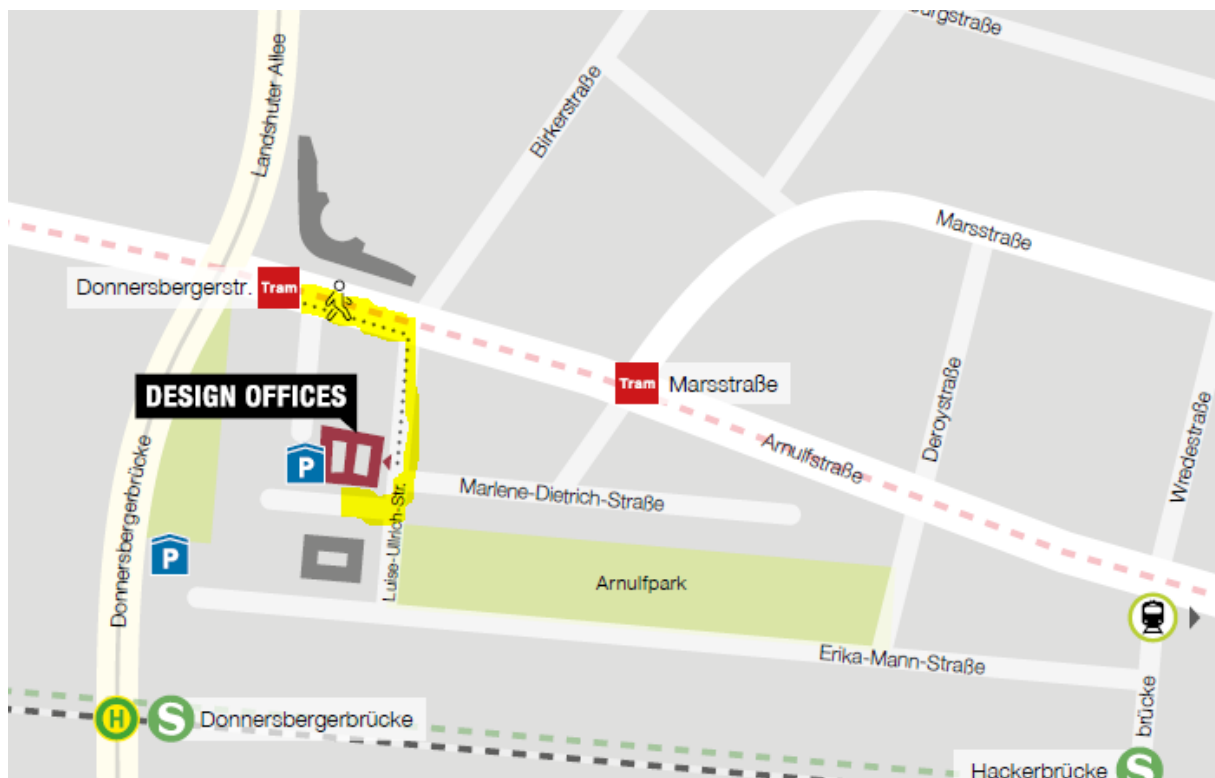 urgstraße
Landshuter Allee
Birkerstraße
Marsstraße
Donnersbergerstr.
Tram
Tram
Marsstraße
DESIGN OFFICES
Deroystraße
Wredestraße
Arnulfstraße
P
Marlene-Dietrich-Straße
Donnersbergerbrücke
Luise-Ullrich-Str.
P
Arnulfpark
Erika-Mann-Straße
H
S
Donnersbergerbrücke
brücke
Hackerbrücke
S